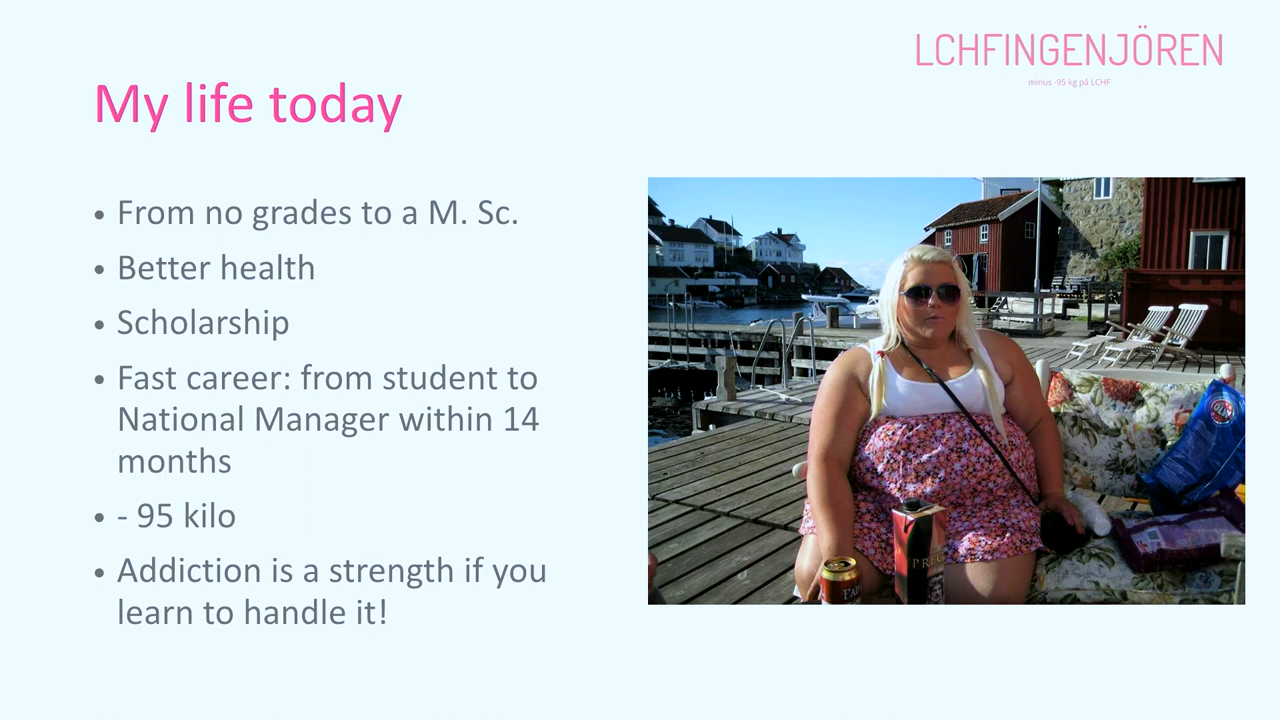 LCHFINGENJÖREN
minus -95 kg på LCHF
My life today
• From no grades to a M. Sc.
• Better health
• Scholarship
• Fast career: from student to
National Manager within 14
months
• - 95 kilo
• Addiction is a strength if you
learn to handle it!